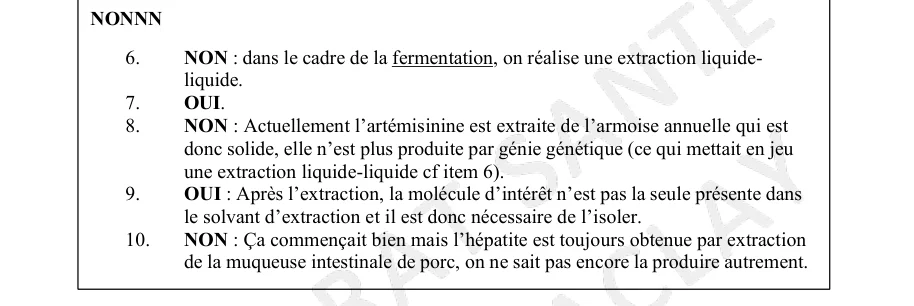 NONNN
6. NON : dans le cadre de la fermentation, on réalise une extraction liquide-
liquide.
7. OUI.
8. NON : Actuellement l’artémisinine est extraite de l’armoise annuelle qui est
donc solide, elle n’est plus produite par génie génétique (ce qui mettait en jeu
une extraction liquide-liquide cf item 6).
9. OUI : Après l’extraction, la molécule d’intérêt n’est pas la seule présente dans
le solvant d’extraction et il est donc nécessaire de l’isoler.
10. NON : Ça commençait bien mais l’hépatite est toujours obtenue par extraction
de la muqueuse intestinale de porc, on ne sait pas encore la produire autrement.
RAT SANTE
ACLAY